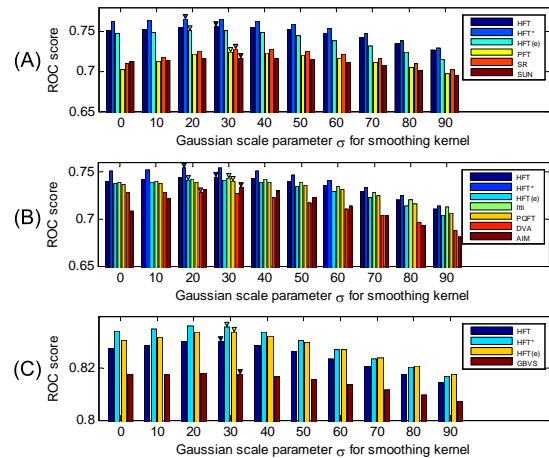 (A)
ROC score
0.75
0.7
0.65
HFT
HFT*
HFT(e)
PFT
SR
SUN
0 10 20 30 40 50 60 70 80 90
Gaussian scale parameter σ for smoothing kernel
(B)
ROC score
0.75
0.7
0.65
HFT
HFT*
HFT(e)
Itti
PQFT
DVA
AIM
0 10 20 30 40 50 60 70 80 90
Gaussian scale parameter σ for smoothing kernel
(C)
ROC score
0.82
0.8
HFT
HFT*
HFT(e)
GBVS
0 10 20 30 40 50 60 70 80 90
Gaussian scale parameter σ for smoothing kernel